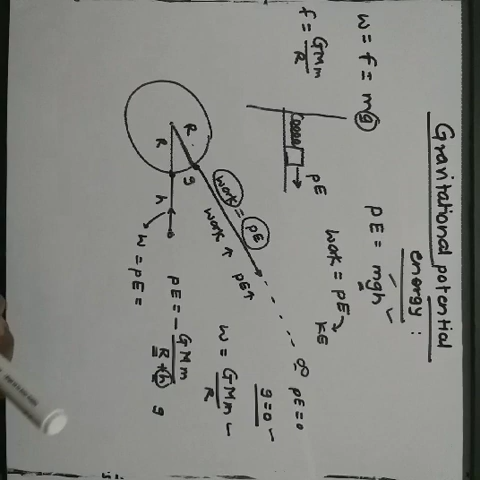 Gravitational potential
energy :
PE = mgh
work = PE
KE
w = f = mg
f = GMm
R
PE
∞ PE = 0
g = 0
work = PE
work ↑ PE↑
w = GMm
R
R
g
R
h
PE = - GMm
R+h
g
w = PE =